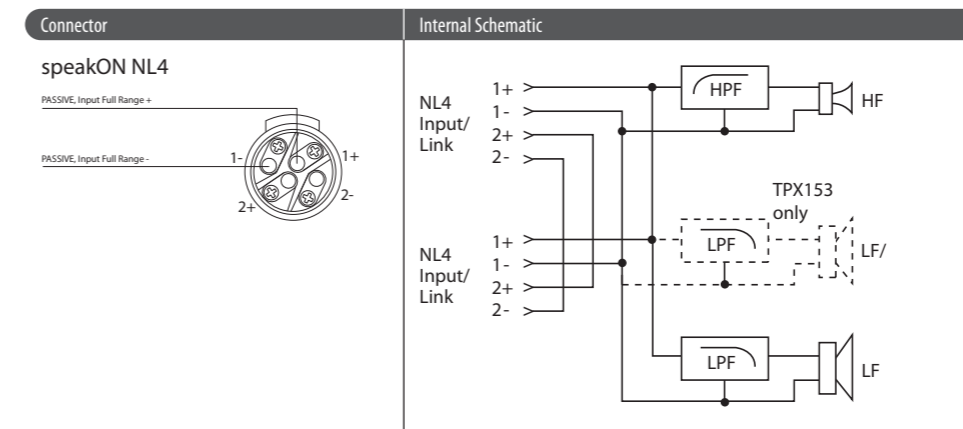 Connector
Internal Schematic
speakON NL4
PASSIVE, Input Full Range +
PASSIVE, Input Full Range -
1-
1+
2+
2-
NL4
Input/
Link
1+
1-
2+
2-
HPF
HF
TPX153
only
NL4
Input/
Link
1+
1-
2+
2-
LPF
LF/
LPF
LF